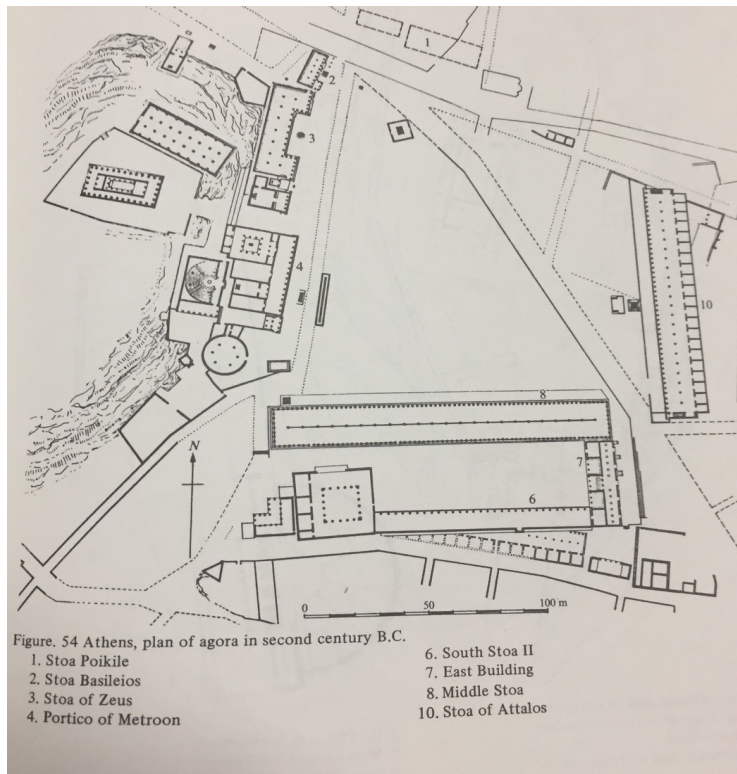 1
2
3
4
10
8
N
7
6
0 50 100 m
Figure. 54 Athens, plan of agora in second century B.C.
1. Stoa Poikile
2. Stoa Basileios
3. Stoa of Zeus
4. Portico of Metroon
6. South Stoa II
7. East Building
8. Middle Stoa
10. Stoa of Attalos